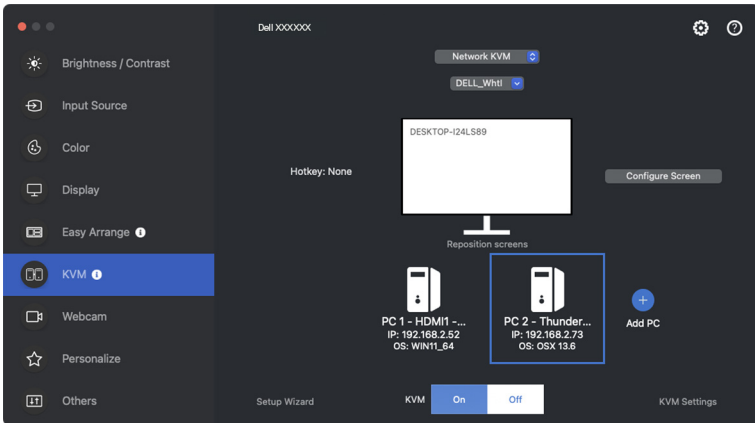 Dell XXXXXX
Brightness / Contrast
Input Source
Color
Display
Easy Arrange
KVM
Webcam
Personalize
Others
Network KVM
DELL_Whtl
DESKTOP-I24LS89
Hotkey: None
Configure Screen
Reposition screens
PC 1 - HDMI1 -...
IP: 192.168.2.52
OS: WIN11_64
PC 2 - Thunder...
IP: 192.168.2.73
OS: OSX 13.6
Add PC
Setup Wizard
KVM
On
Off
KVM Settings